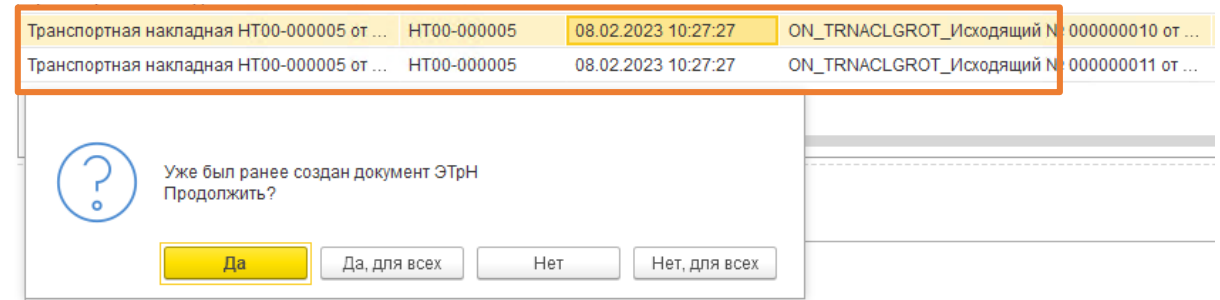 Транспортная накладная НТ00-000005 от ... НТ00-000005 08.02.2023 10:27:27 ON_TRNACLGROT_Исходящий № 000000010 от ...
Транспортная накладная НТ00-000005 от ... НТ00-000005 08.02.2023 10:27:27 ON_TRNACLGROT_Исходящий № 000000011 от ...
Уже был ранее создан документ ЭТрН
Продолжить?
Да Да, для всех Нет Нет, для всех